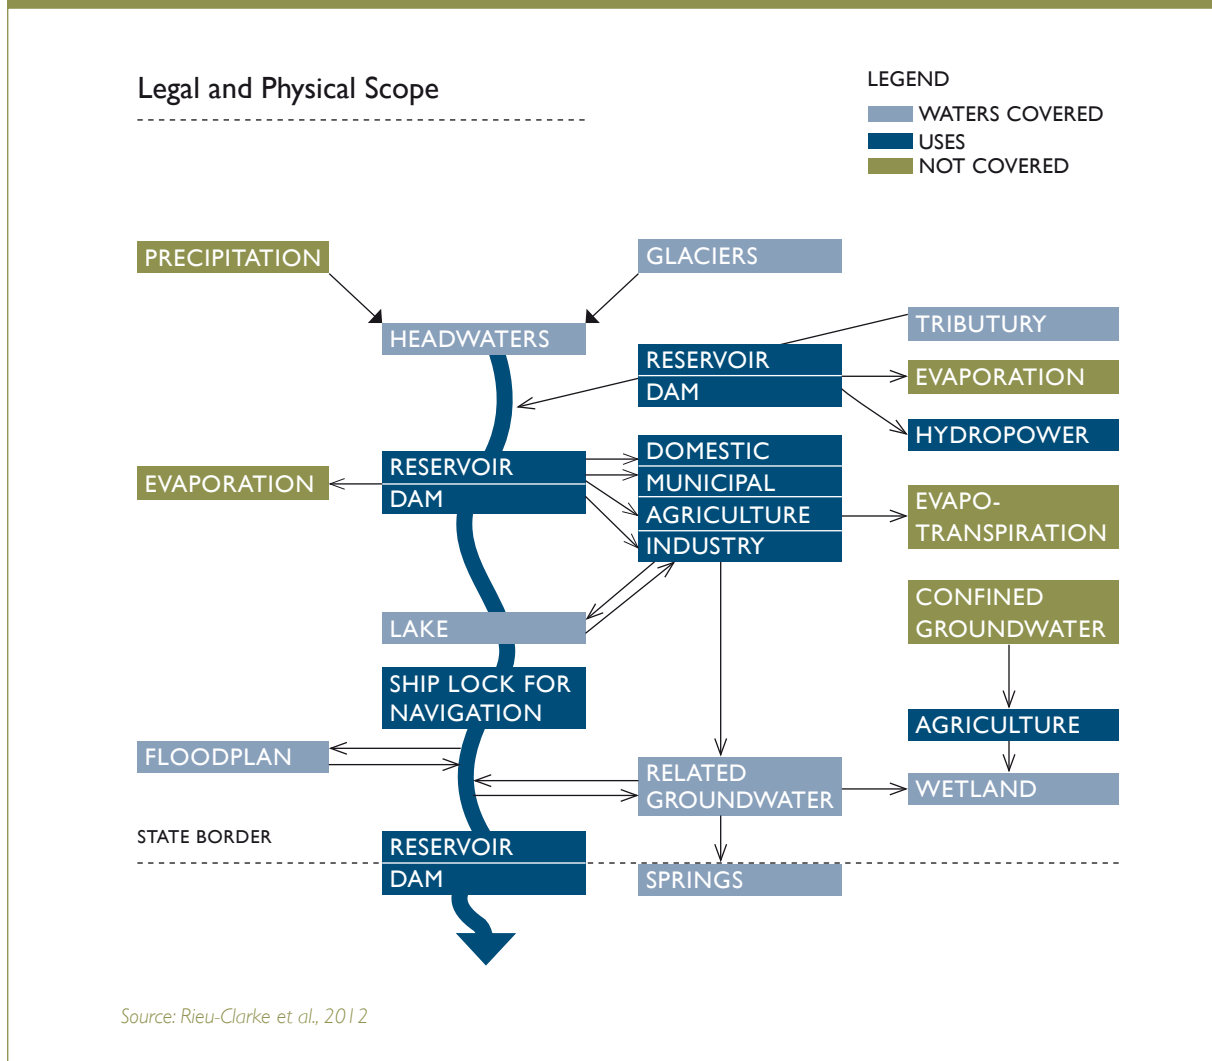 Legal and Physical Scope
LEGEND
WATERS COVERED
USES
NOT COVERED
PRECIPITATION
GLACIERS
HEADWATERS
TRIBUTURY
RESERVOIR
DAM
EVAPORATION
HYDROPOWER
EVAPORATION
RESERVOIR
DAM
DOMESTIC
MUNICIPAL
AGRICULTURE
INDUSTRY
EVAPO-
TRANSPIRATION
CONFINED
GROUNDWATER
LAKE
SHIP LOCK FOR
NAVIGATION
AGRICULTURE
FLOODPLAN
RELATED
GROUNDWATER
WETLAND
STATE BORDER
RESERVOIR
DAM
SPRINGS
Source: Rieu-Clarke et al., 2012